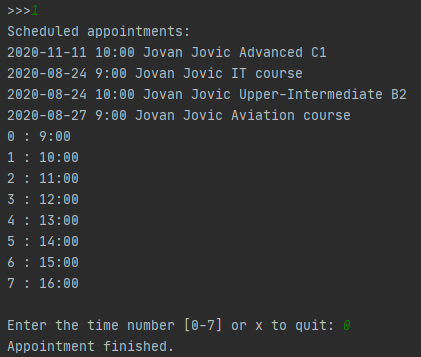 >>>1
Scheduled appointments:
2020-11-11 10:00 Jovan Jovic Advanced C1
2020-08-24 9:00 Jovan Jovic IT course
2020-08-24 10:00 Jovan Jovic Upper-Intermediate B2
2020-08-27 9:00 Jovan Jovic Aviation course
0 : 9:00
1 : 10:00
2 : 11:00
3 : 12:00
4 : 13:00
5 : 14:00
6 : 15:00
7 : 16:00
Enter the time number [0-7] or x to quit: 0
Appointment finished.